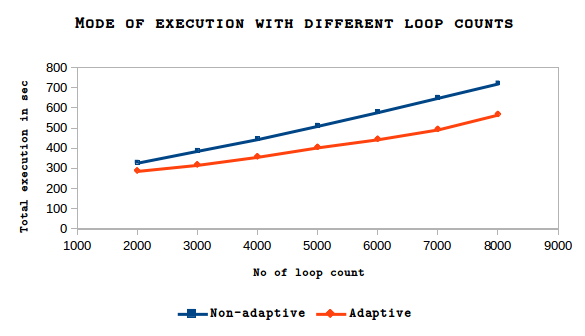 MODE OF EXECUTION WITH DIFFERENT LOOP COUNTS
Total execution in sec
800
700
600
500
400
300
200
100
0
1000 2000 3000 4000 5000 6000 7000 8000 9000
No of loop count
Non-adaptive Adaptive